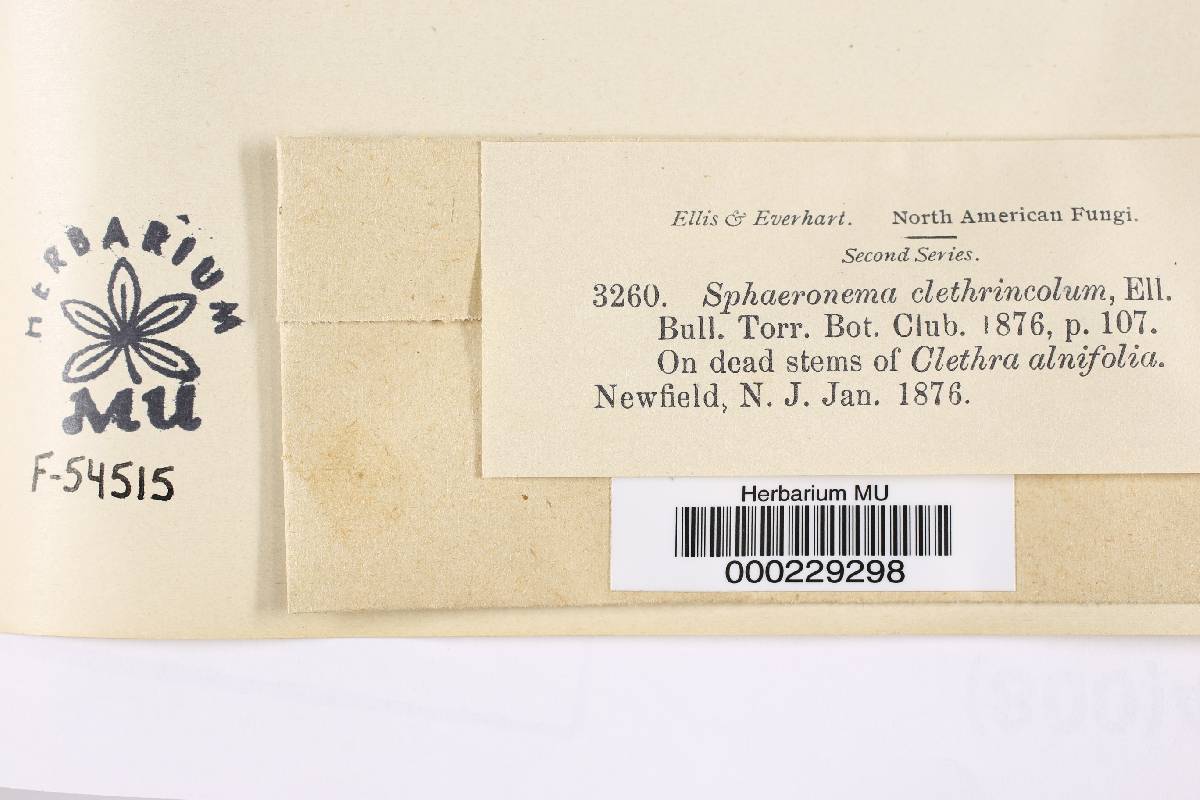 Ellis & Everhart. North American Fungi.
Second Series.
3260. Sphaeronema clethrincolum, Ell.
Bull. Torr. Bot. Club. 1876, p. 107.
On dead stems of Clethra alnifolia.
Newfield, N. J. Jan. 1876.
HERBARIUM
MU
F-54515
Herbarium MU
000229298